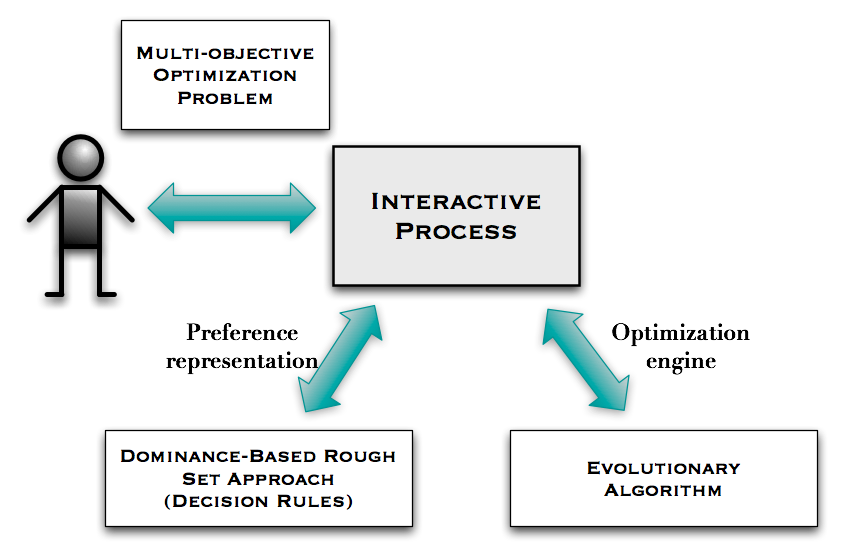 Multi-objective
Optimization
Problem
Interactive
Process
Preference
representation
Optimization
engine
Dominance-Based Rough
Set Approach
(Decision Rules)
Evolutionary
Algorithm